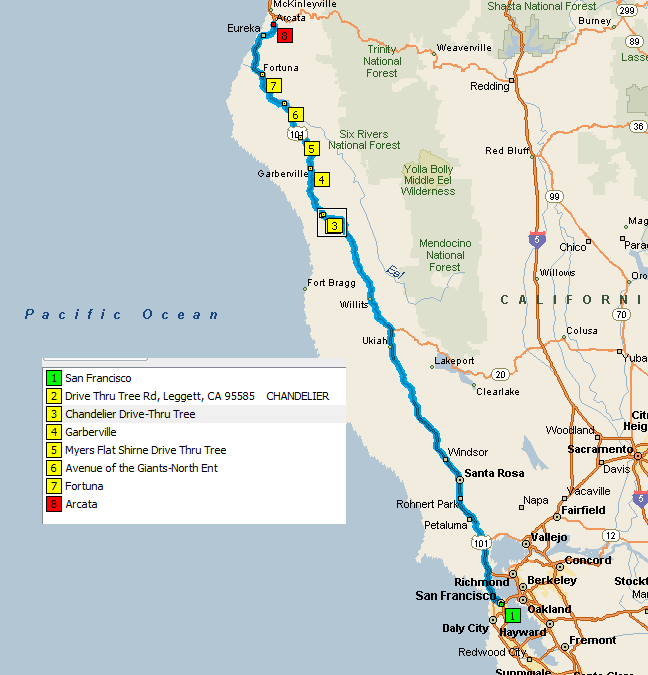 McKinleyville
Arcata
Eureka
8
Shasta National Forest
299
Burney
89
Weaverville
Trinity
National
Forest
Lasse
Fortuna
7
Redding
6
101
36
Six Rivers
National Forest
5
Red Bluff
Garberville
4
Yolla Bolly
Middle Eel
Wilderness
99
3
Mag
Mendocino
National
Forest
5
Chico
Para
Eel
Willows
Oro
Fort Bragg
Willits
Pacific Ocean
CALIFORNI
70
Ukiah
Colusa
Yuba
Lakeport
20
Clearlake
1 San Francisco
2 Drive Thru Tree Rd, Leggett, CA 95585 CHANDELIER
3 Chandelier Drive-Thru Tree
4 Garberville
5 Myers Flat Shirne Drive Thru Tree
6 Avenue of the Giants-North Ent
7 Fortuna
8 Arcata
Woodland
Citr
Heig
Sacramento
Windsor
Santa Rosa
Davis
Vacaville
5
Rohnert Park
Napa
Fairfield
Petaluma
101
Vallejo
12
Concord
Richmond
Berkeley
Stockt
San Francisco
Mar
1
Oakland
Daly City
Hayward
Fremont
Redwood City
Sunnyvale
Santa Clara